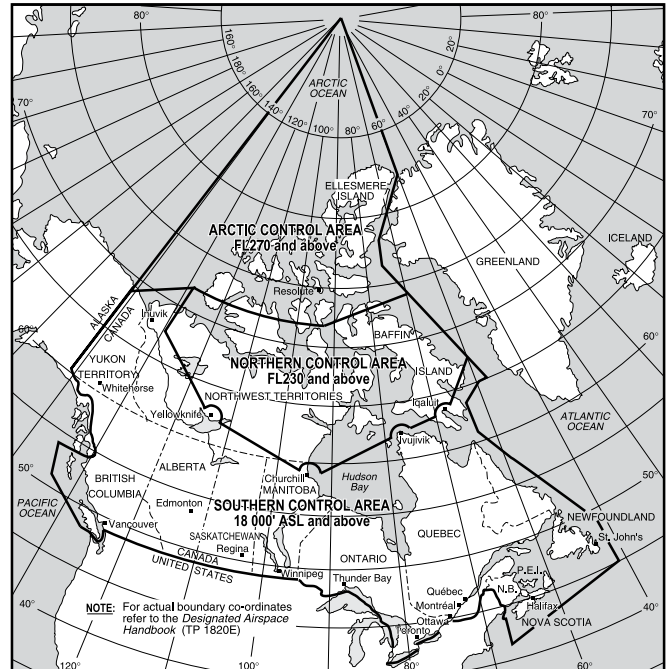 80°
80°
160°
160°
140°
120°
100°
80°
60°
40°
20°
0°
20°
ARCTIC
OCEAN
70°
70°
ELLESMERE
ISLAND
ARCTIC CONTROL AREA
FL270 and above
ICELAND
GREENLAND
Resolute
ALASKA
CANADA
Inuvik
60°
60°
BAFFIN
ISLAND
NORTHERN CONTROL AREA
FL230 and above
YUKON
TERRITORY
Whitehorse
NORTHWEST TERRITORIES
Yellowknife
Iqaluit
ATLANTIC
OCEAN
Ivujivik
50°
50°
ALBERTA
BRITISH
COLUMBIA
Churchill
MANITOBA
Hudson
Bay
Edmonton
SOUTHERN CONTROL AREA
18 000' ASL and above
PACIFIC
OCEAN
Vancouver
NEWFOUNDLAND
St. John's
QUEBEC
SASKATCHEWAN
Regina
CANADA
UNITED STATES
ONTARIO
Winnipeg
Thunder Bay
P.E.I.
N.B.
Québec
Montréal
Halifax
Ottawa
Toronto
NOVA SCOTIA
40°
40°
NOTE: For actual boundary co-ordinates
refer to the Designated Airspace
Handbook (TP 1820E)
120°
100°
80°
60°